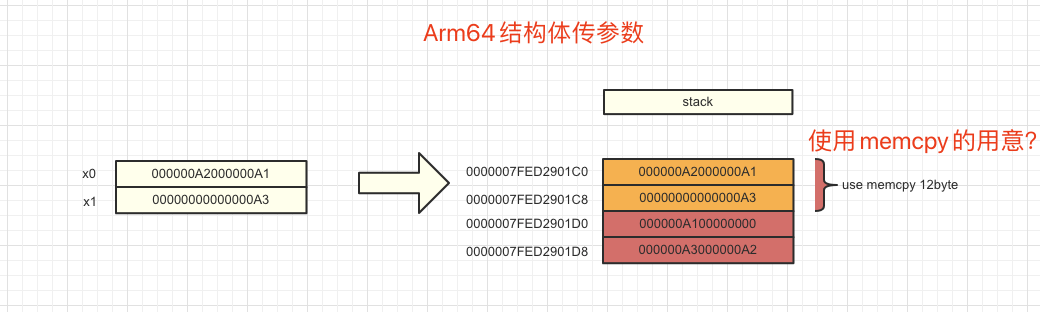 Arm64结构体传参数
stack
使用memcpy的用意?
x0 000000A2000000A1 0000007FED2901C0 000000A2000000A1
use memcpy 12byte
x1 00000000000000A3 0000007FED2901C8 00000000000000A3
0000007FED2901D0 000000A100000000
0000007FED2901D8 000000A3000000A2